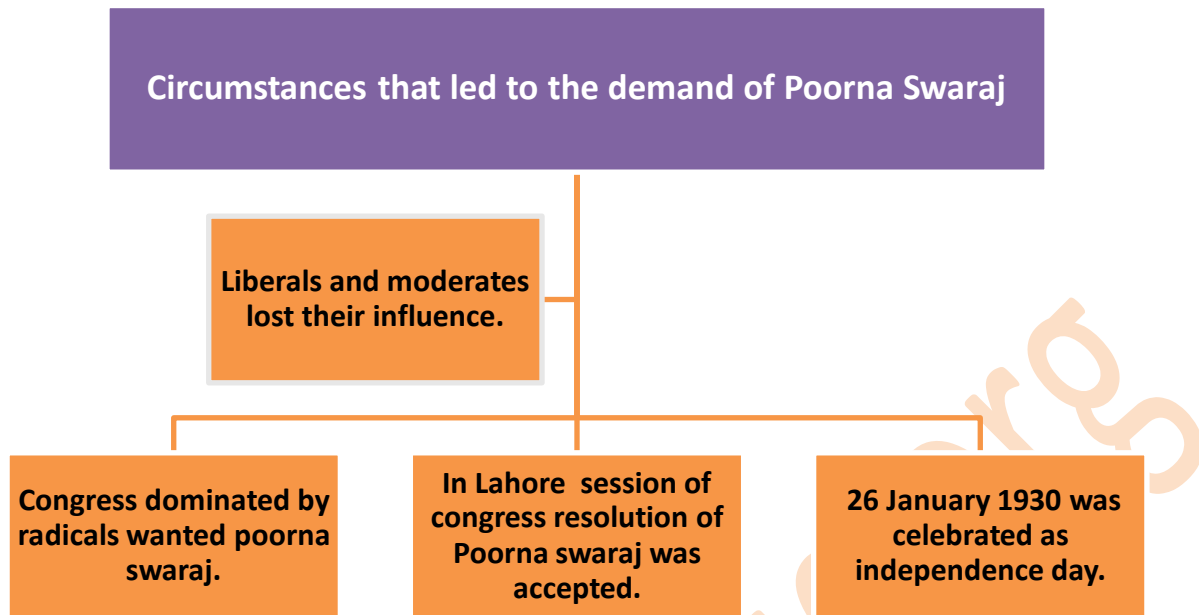 Circumstances that led to the demand of Poorna Swaraj
Liberals and moderates
lost their influence.
Congress dominated by
radicals wanted poorna
swaraj.
In Lahore session of
congress resolution of
Poorna swaraj was
accepted.
26 January 1930 was
celebrated as
independence day.